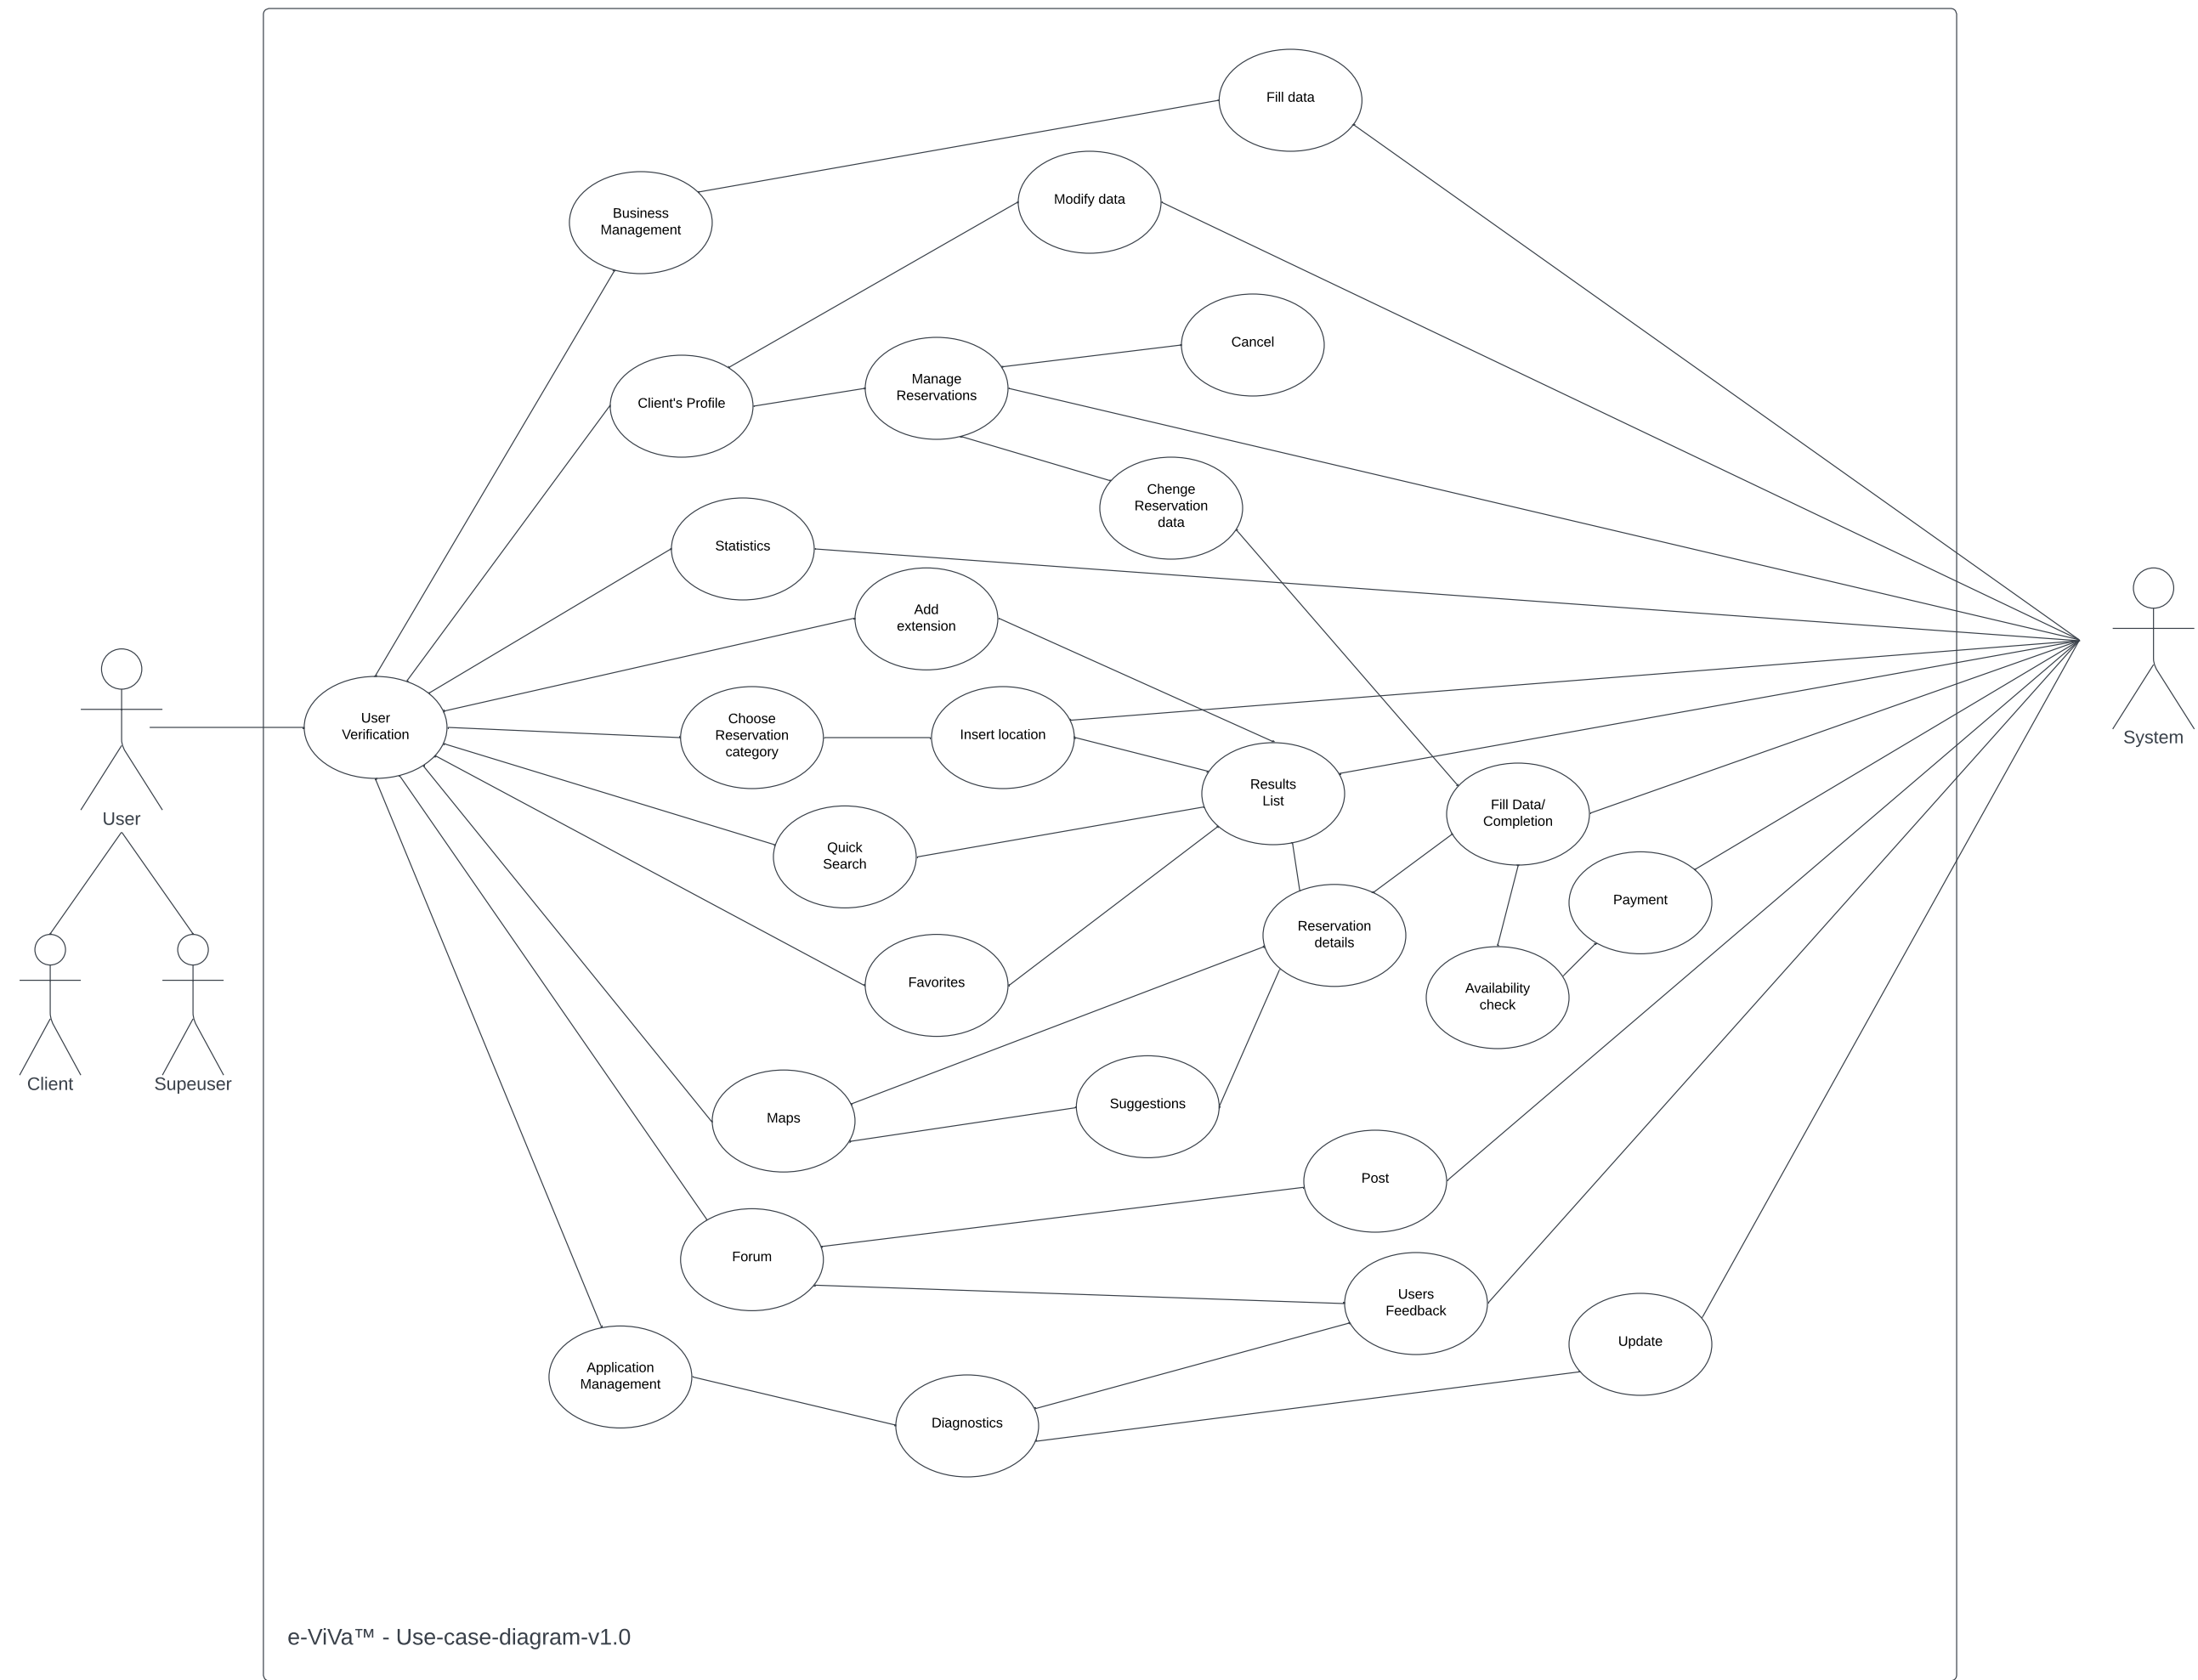 Fill data
Modify data
Business
Management
Cancel
Manage
Reservations
Client's Profile
Chenge
Reservation
data
Statistics
Add
extension
User
Verification
Choose
Reservation
category
Insert location
System
Results
List
Fill Data/
Completion
User
Quick
Search
Payment
Reservation
details
Favorites
Availability
check
Client
Supeuser
Suggestions
Maps
Post
Forum
Users
Feedback
Update
Application
Management
Diagnostics
e-ViVa™ - Use-case-diagram-v1.0